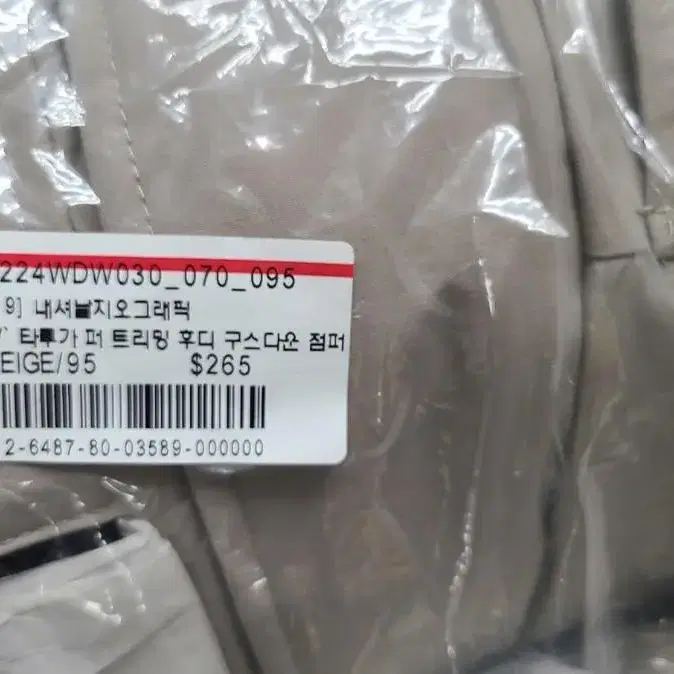 224WDW030_070_095
9] 내셔날지오그래픽
타루가 퍼 트리밍 후디 구스다운 점퍼
EIGE/95 $265
2-6487-80-03589-000000